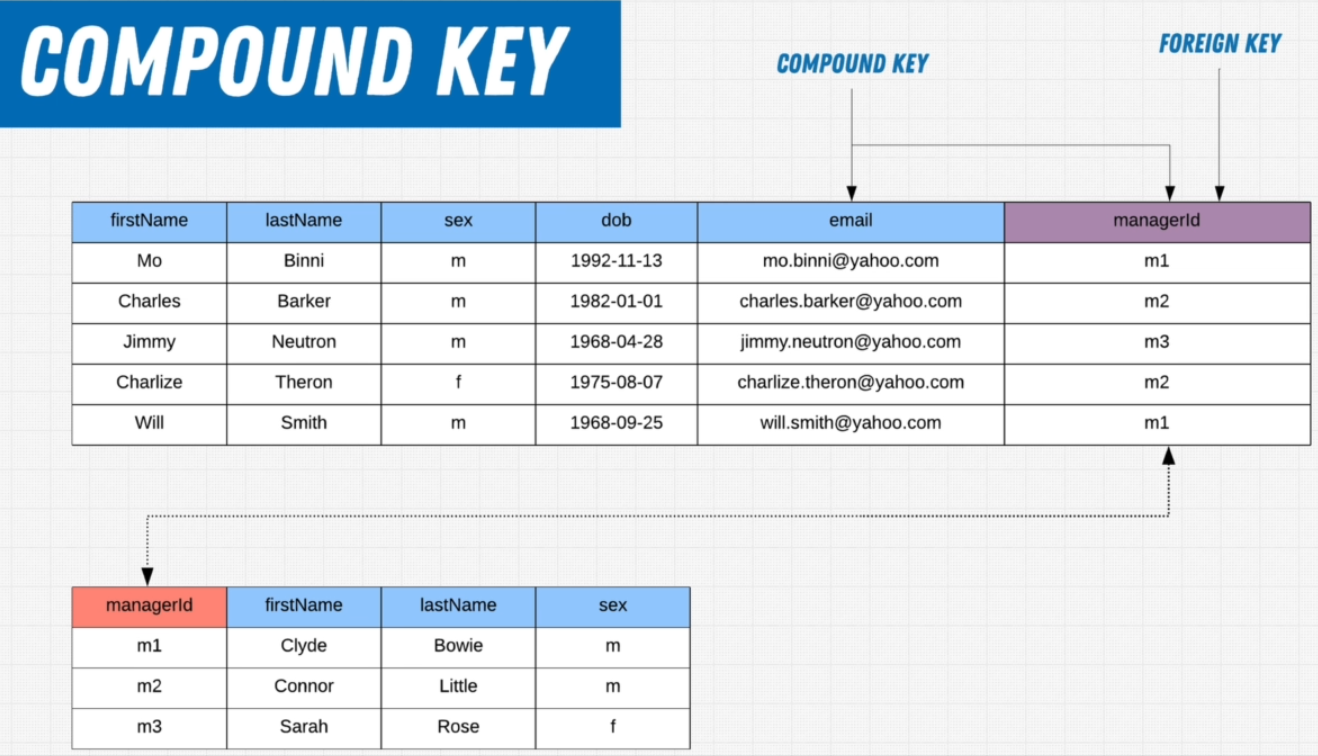 COMPOUND KEY
COMPOUND KEY
FOREIGN KEY
firstName lastName sex dob email managerId
Mo Binni m 1992-11-13 mo.binni@yahoo.com m1
Charles Barker m 1982-01-01 charles.barker@yahoo.com m2
Jimmy Neutron m 1968-04-28 jimmy.neutron@yahoo.com m3
Charlize Theron f 1975-08-07 charlize.theron@yahoo.com m2
Will Smith m 1968-09-25 will.smith@yahoo.com m1
managerId firstName lastName sex
m1 Clyde Bowie m
m2 Connor Little m
m3 Sarah Rose f